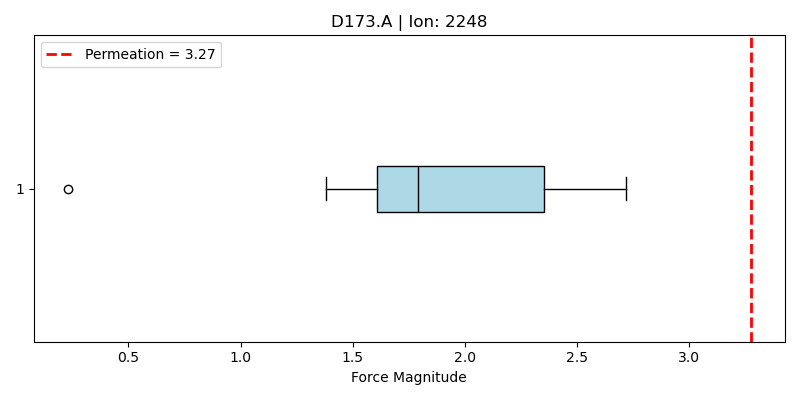 D173.A | Ion: 2248
Permeation = 3.27
1
0.5 1.0 1.5 2.0 2.5 3.0
Force Magnitude